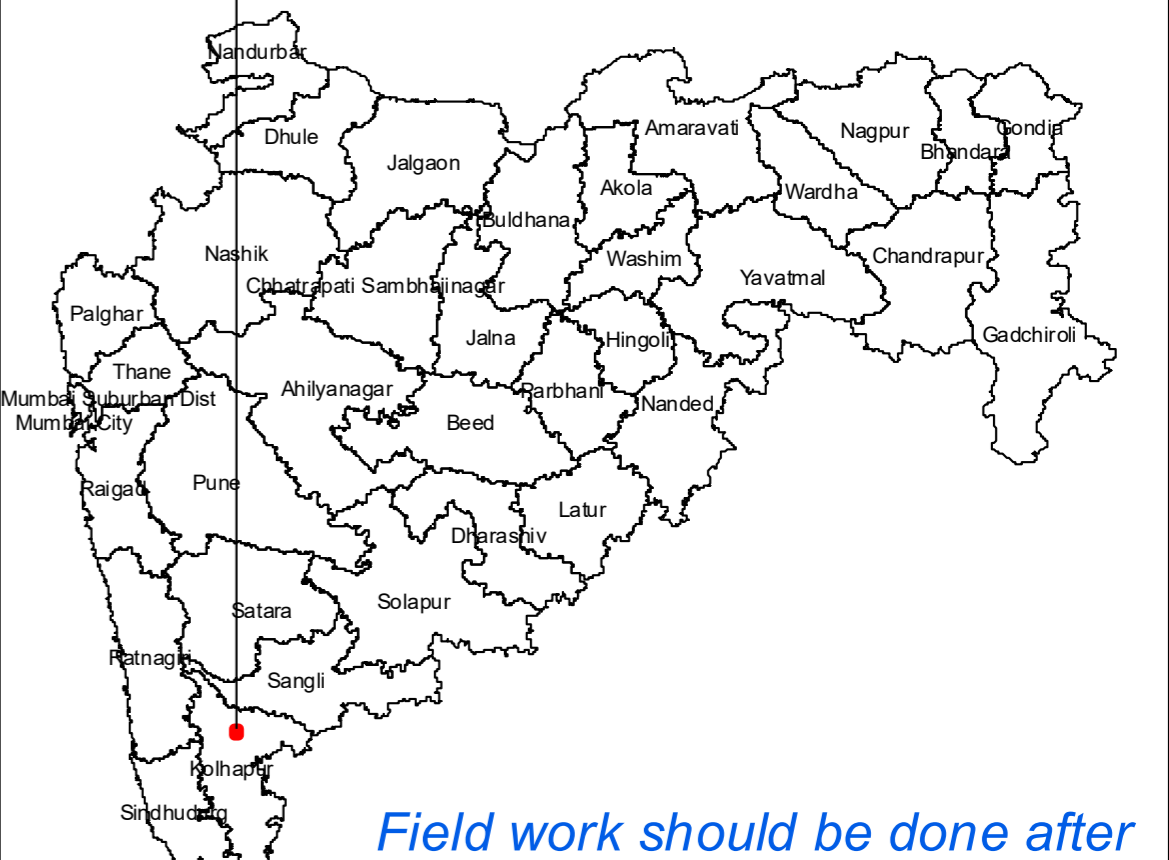 Nandurbar
Dhule
Jalgaon
Amaravati
Nagpur
Gondia
Bhandara
Akola
Wardha
Buldhana
Nashik
Washim
Chandrapur
Chhatrapati Sambhajinagar
Yavatmal
Palghar
Jalna
Hingoli
Gadchiroli
Thane
Ahilyanagar
Parbhani
Mumbai Suburban Dist
Nanded
Mumbai City
Beed
Raigad
Pune
Latur
Dharashiv
Satara
Solapur
Ratnagiri
Sangli
Kolhapur
Sindhudurg
Field work should be done after